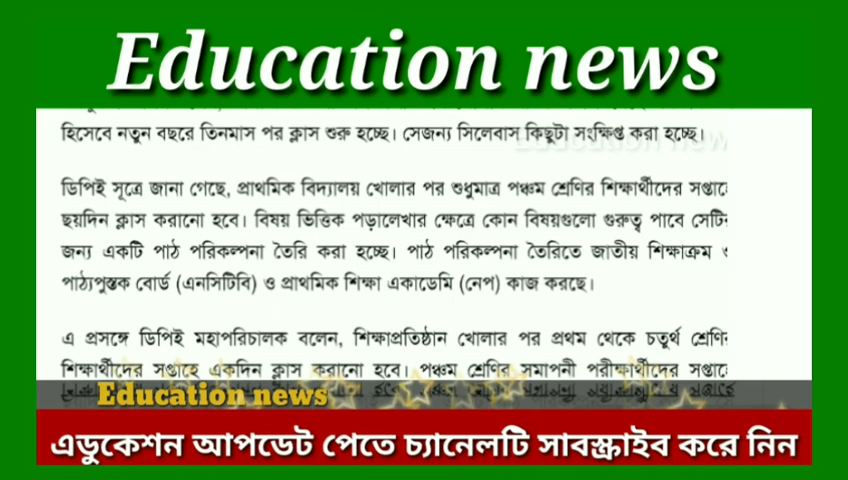 Education news
হিসেবে নতুন বছরে তিনমাস পর ক্লাস শুরু হচ্ছে। সেজন্য সিলেবাস কিছুটা সংক্ষিপ্ত করা হচ্ছে।
Education new
ডিপিই সূত্রে জানা গেছে, প্রাথমিক বিদ্যালয় খোলার পর শুধুমাত্র পঞ্চম শ্রেণির শিক্ষার্থীদের সপ্তাহে
ছয়দিন ক্লাস করানো হবে। বিষয় ভিত্তিক পড়ালেখার ক্ষেত্রে কোন বিষয়গুলো গুরুত্ব পাবে সেটির
জন্য একটি পাঠ পরিকল্পনা তৈরি করা হচ্ছে। পাঠ পরিকল্পনা তৈরিতে জাতীয় শিক্ষাক্রম ও
পাঠ্যপুস্তক বোর্ড (এনসিটিবি) ও প্রাথমিক শিক্ষা একাডেমি (নেপ) কাজ করছে।
এ প্রসঙ্গে ডিপিই মহাপরিচালক বলেন, শিক্ষাপ্রতিষ্ঠান খোলার পর প্রথম থেকে চতুর্থ শ্রেণির
শিক্ষার্থীদের সপ্তাহে একদিন ক্লাস করানো হবে। পঞ্চম শ্রেণির সমাপনী পরীক্ষার্থীদের সপ্তাহে
Education news
এডুকেশন আপডেট পেতে চ্যানেলটি সাবস্ক্রাইব করে নিন